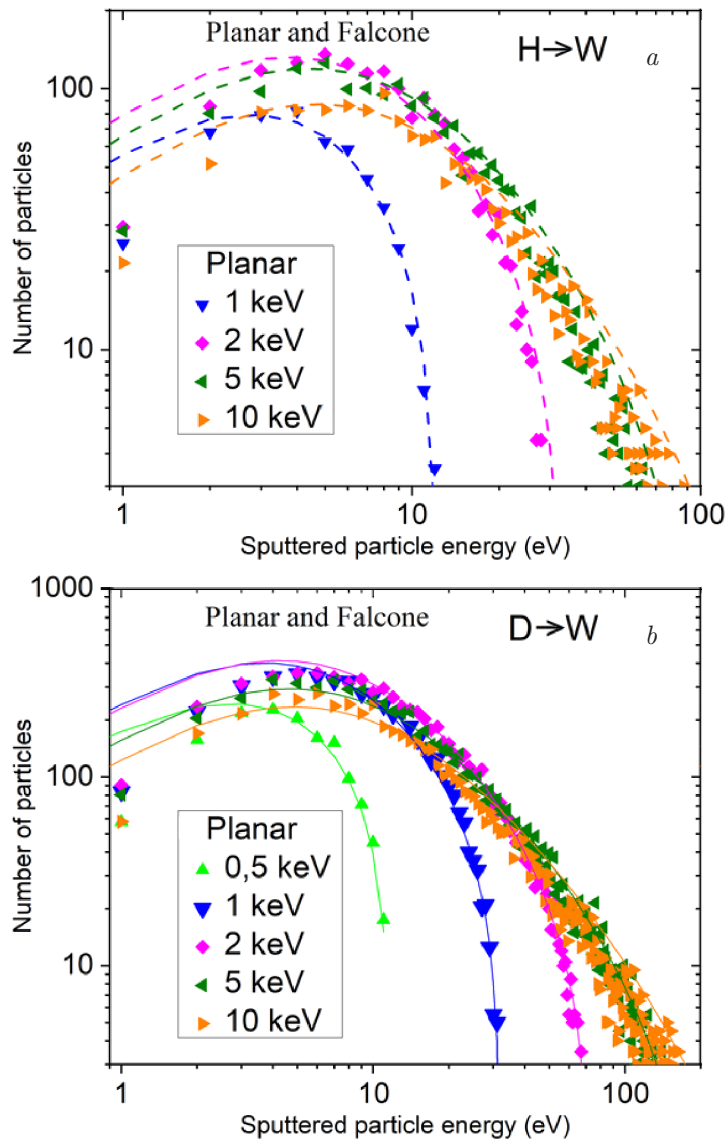 Planar and Falcone
H→W
a
100
10
Number of particles
Planar
1 keV
2 keV
5 keV
10 keV
1
10
100
Sputtered particle energy (eV)
1000
Planar and Falcone
D→W
b
100
10
Number of particles
Planar
0,5 keV
1 keV
2 keV
5 keV
10 keV
1
10
100
Sputtered particle energy (eV)